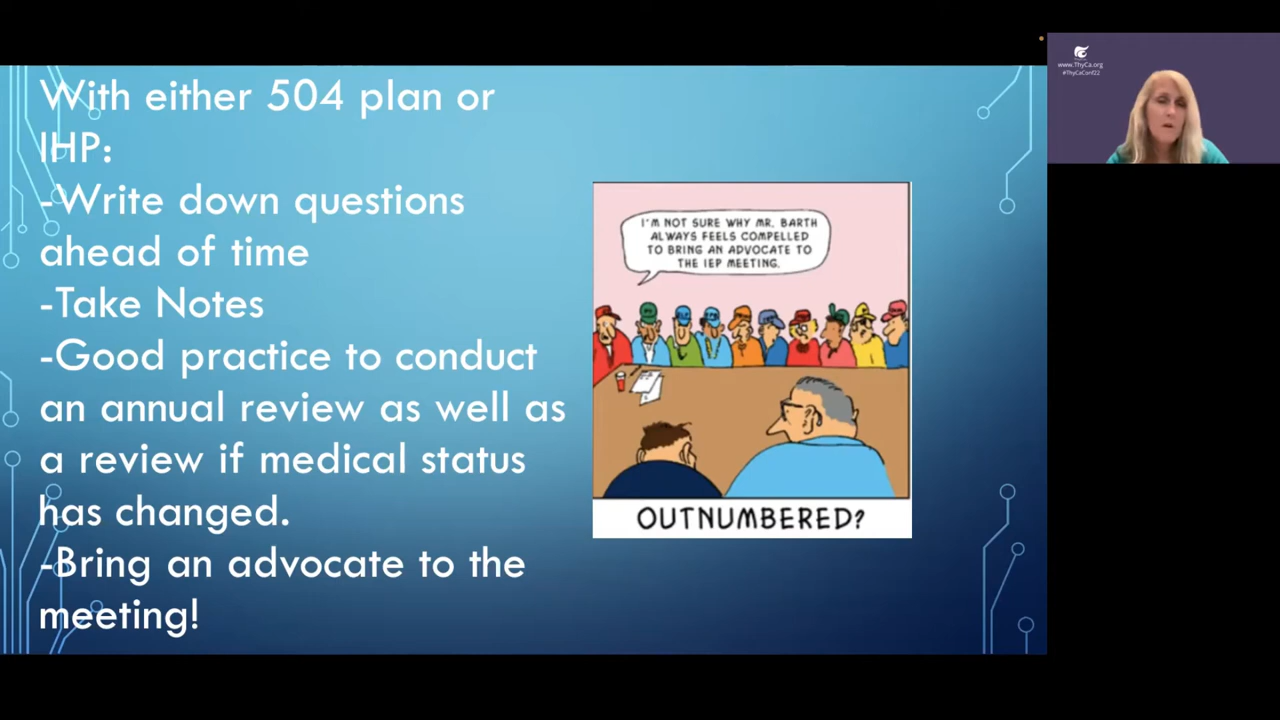 With either 504 plan or
IHP:
-Write down questions
ahead of time
-Take Notes
-Good practice to conduct
an annual review as well as
a review if medical status
has changed.
-Bring an advocate to the
meeting!
I'M NOT SURE WHY MR. BARTH
ALWAYS FEELS COMPELLED
TO BRING AN ADVOCATE TO
THE IEP MEETING.
OUTNUMBERED?
www.ThyCa.org
#ThyCaConf22